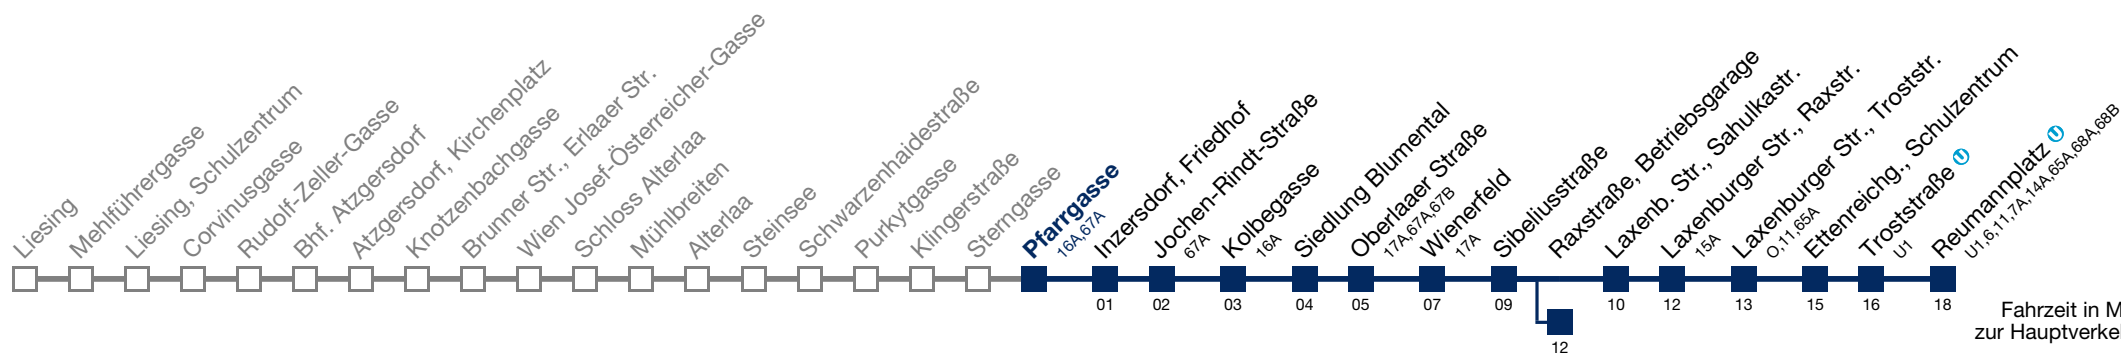 Liesing
Mehlführergasse
Liesing, Schulzentrum
Corvinusgasse
Rudolf-Zeller-Gasse
Bhf. Atzgersdorf
Atzgersdorf, Kirchenplatz
Knotzenbachgasse
Brunner Str., Erlaaer Str.
Wien Josef-Österreicher-Gasse
Schloss Alterlaa
Mühlbreiten
Alterlaa
Steinsee
Schwarzenhaidestraße
Purkytgasse
Klingerstraße
Sterngasse
Pfarrgasse
16A,67A
Inzersdorf, Friedhof
Jochen-Rindt-Straße
67A
Kolbegasse
16A
Siedlung Blumental
Oberlaaer Straße
17A,67A,67B
Wienerfeld
17A
Sibeliusstraße
Raxstraße, Betriebsgarage
Laxenb. Str., Sahulkastr.
Laxenburger Str., Raxstr.
15A
Laxenburger Str., Troststr.
O,11,65A
Ettenreichg., Schulzentrum
Troststraße U
U1
Reumannplatz U
U1,6,11,7A,14A,65A,68A,68B
01 02 03 04 05 07 09 10 12 13 15 16 18
12
Fahrzeit in M
zur Hauptverkeh